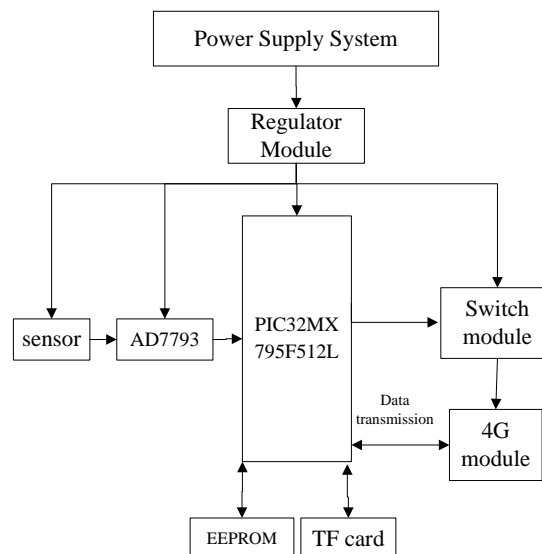 Power Supply System
Regulator
Module
PIC32MX
795F512L
sensor
AD7793
Switch
module
Data
transmission
4G
module
EEPROM
TF card